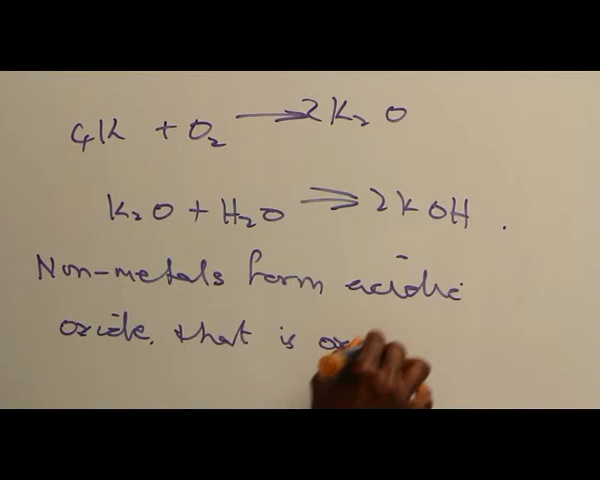 4K + O₂ → 2K₂O
K₂O + H₂O ⇒ 2KOH.
Non-metals form acidic
oxide. that is